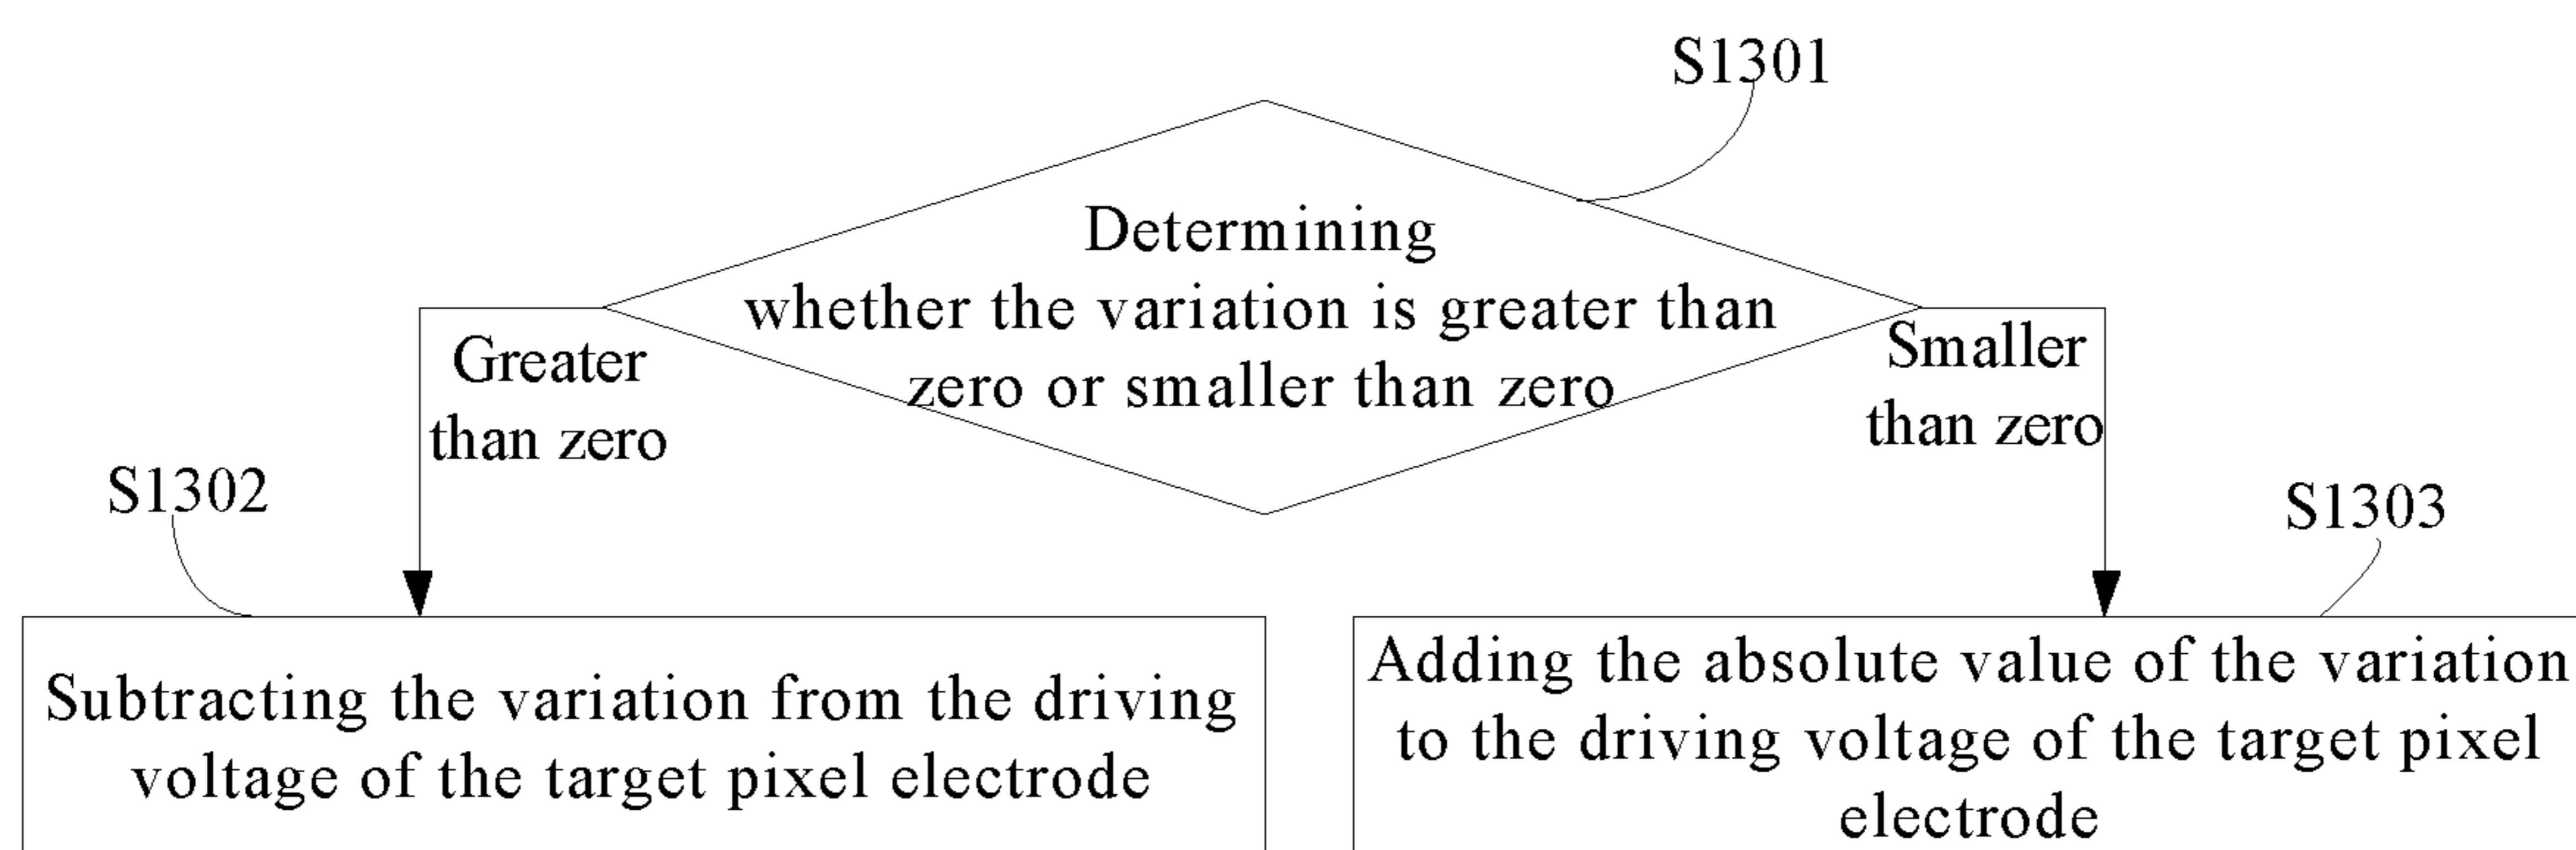 S1301
Determining
whether the variation is greater than
zero or smaller than zero
Greater
than zero
Smaller
than zero
S1302
S1303
Subtracting the variation from the driving
voltage of the target pixel electrode
Adding the absolute value of the variation
to the driving voltage of the target pixel
electrode